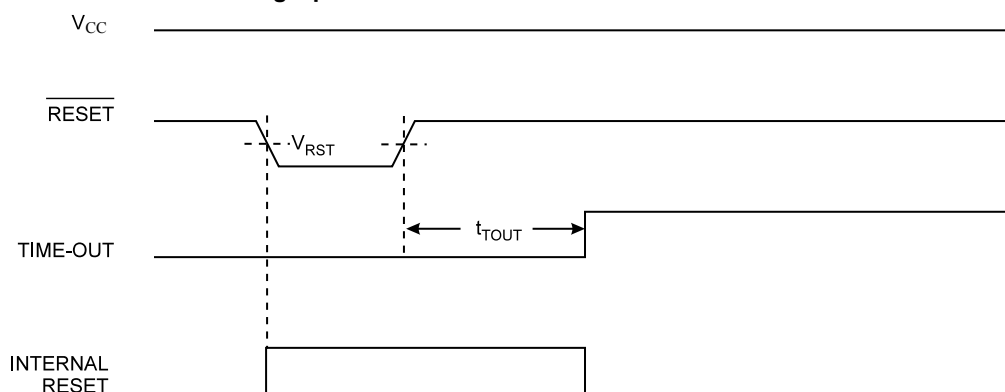 V_CC
RESET
V_RST
t_TOUT
TIME-OUT
INTERNAL
RESET